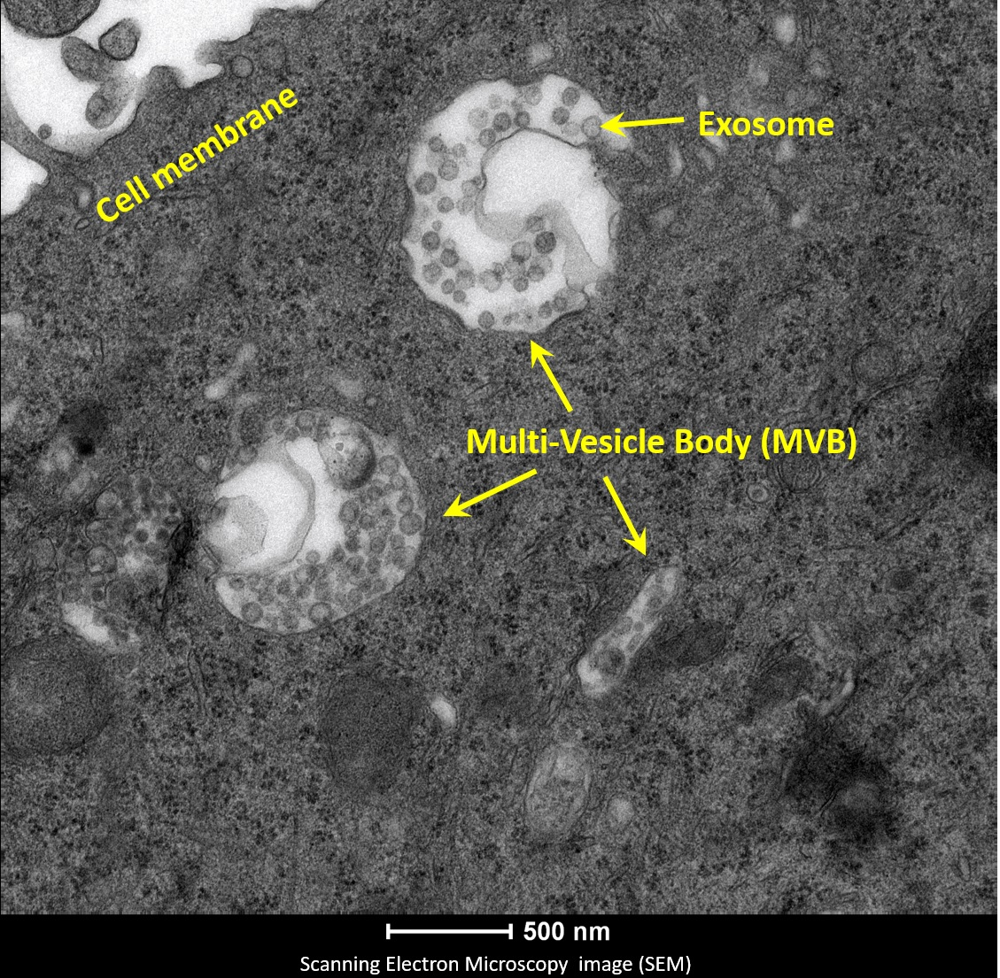 Cell membrane
Exosome
Multi-Vesicle Body (MVB)
500 nm
Scanning Electron Microscopy image (SEM)